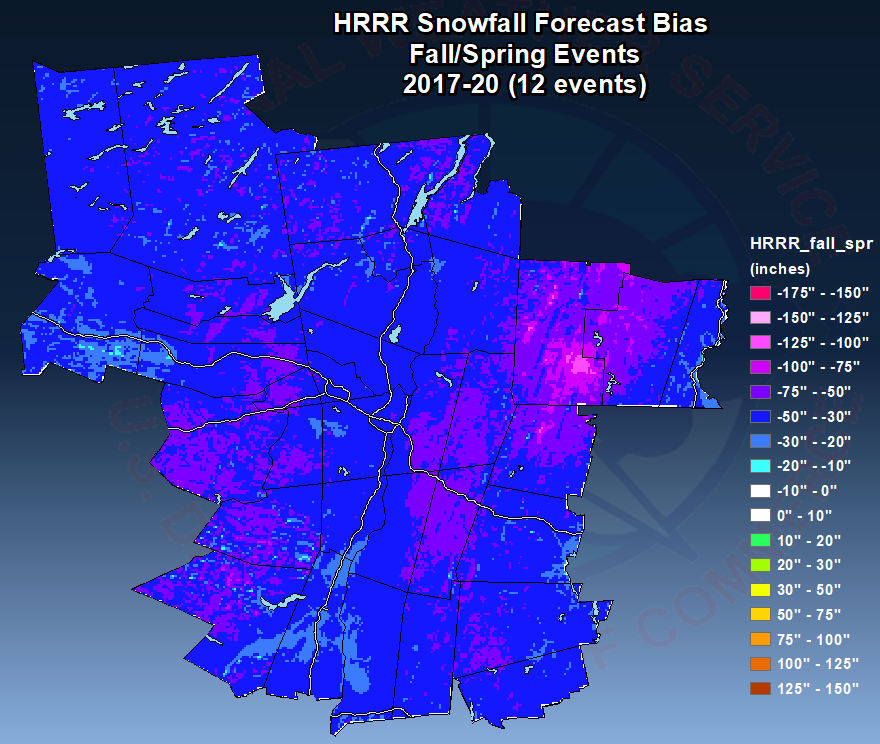 HRRR Snowfall Forecast Bias
Fall/Spring Events
2017-20 (12 events)
HRRR_fall_spr
(inches)
-175" - -150"
-150" - -125"
-125" - -100"
-100" - -75"
-75" - -50"
-50" - -30"
-30" - -20"
-20" - -10"
-10" - 0"
0" - 10"
10" - 20"
20" - 30"
30" - 50"
50" - 75"
75" - 100"
100" - 125"
125" - 150"